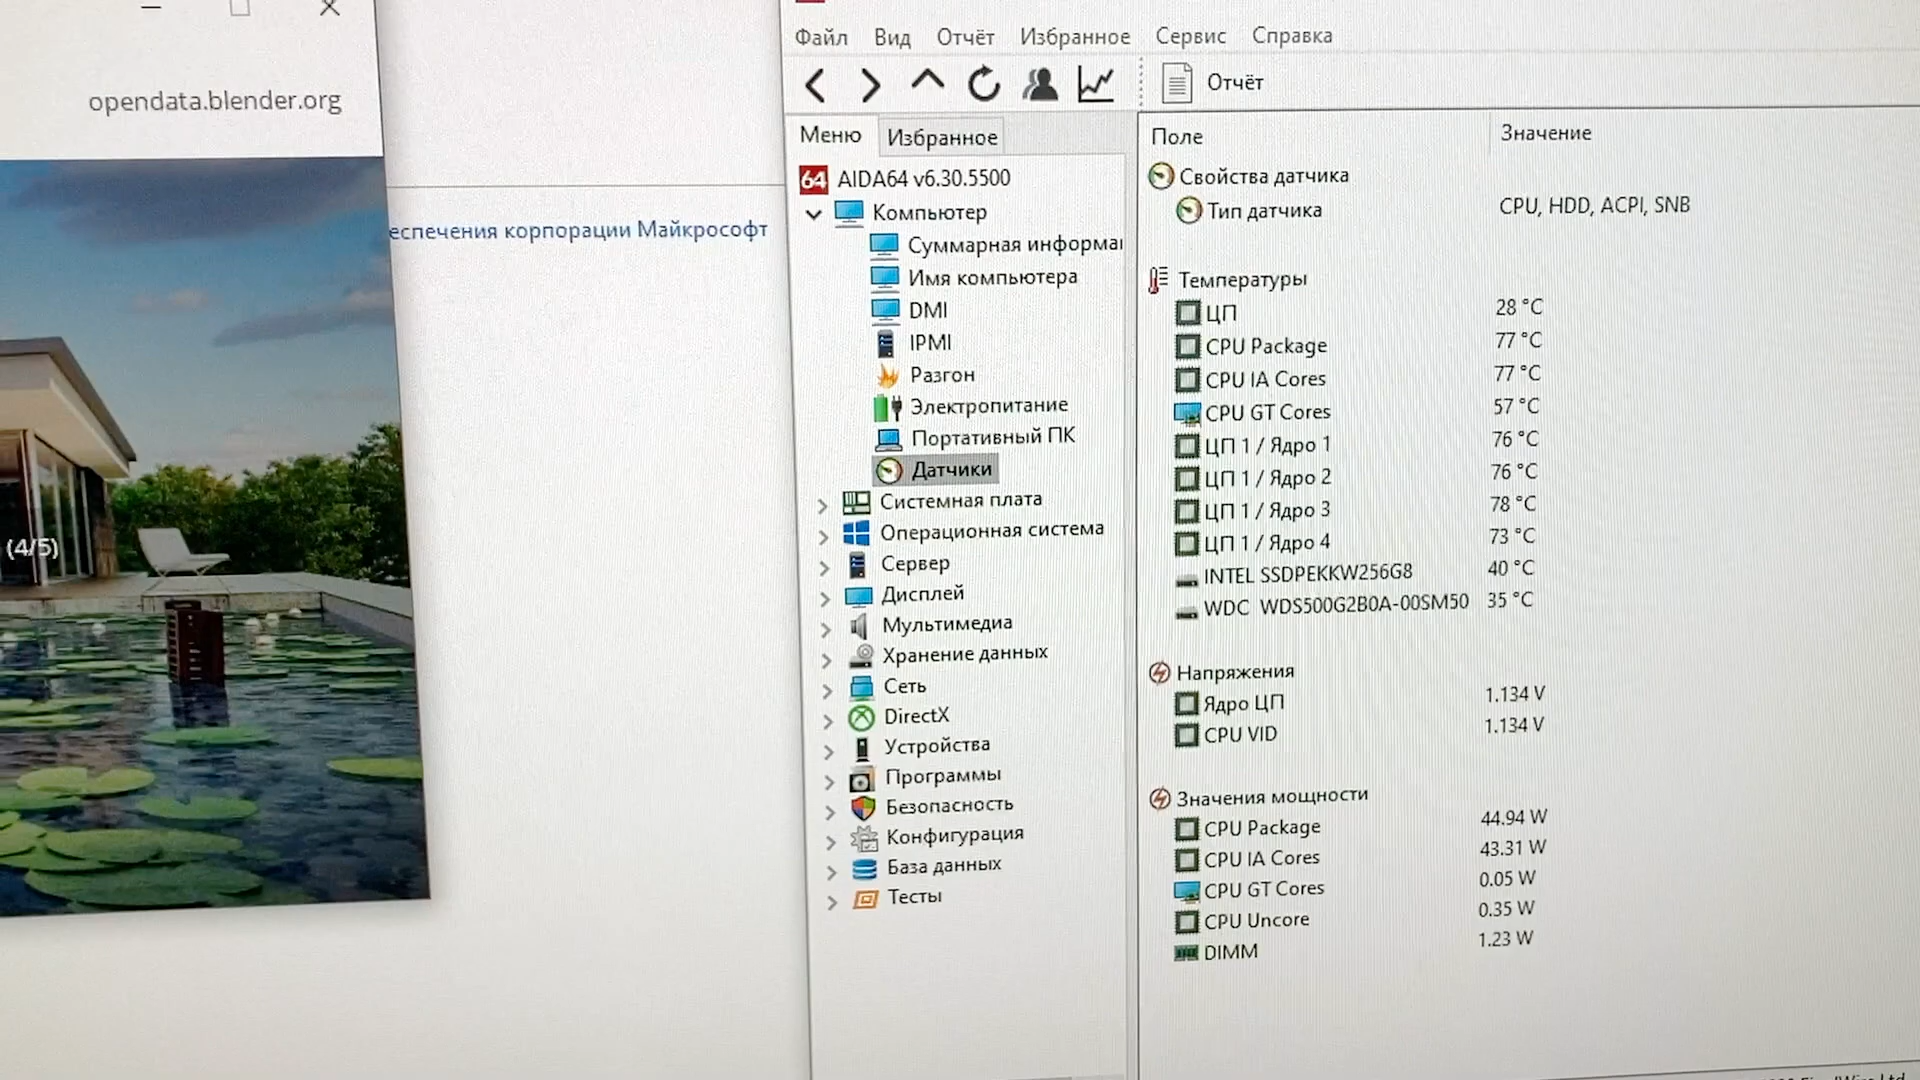 opendata.blender.org
еспечения корпорации Майкрософт
(4/5)
Файл Вид Отчёт Избранное Сервис Справка
Отчёт
Меню Избранное
64 AIDA64 v6.30.5500
Компьютер
Суммарная информа
Имя компьютера
DMI
IPMI
Разгон
Электропитание
Портативный ПК
Датчики
Системная плата
Операционная система
Сервер
Дисплей
Мультимедиа
Хранение данных
Сеть
DirectX
Устройства
Программы
Безопасность
Конфигурация
База данных
Тесты
Поле Значение
Свойства датчика
Тип датчика CPU, HDD, ACPI, SNB
Температуры
ЦП 28 °C
CPU Package 77 °C
CPU IA Cores 77 °C
CPU GT Cores 57 °C
ЦП 1 / Ядро 1 76 °C
ЦП 1 / Ядро 2 76 °C
ЦП 1 / Ядро 3 78 °C
ЦП 1 / Ядро 4 73 °C
INTEL SSDPEKKW256G8 40 °C
WDC WDS500G2B0A-00SM50 35 °C
Напряжения
Ядро ЦП 1.134 V
CPU VID 1.134 V
Значения мощности
CPU Package 44.94 W
CPU IA Cores 43.31 W
CPU GT Cores 0.05 W
CPU Uncore 0.35 W
DIMM 1.23 W